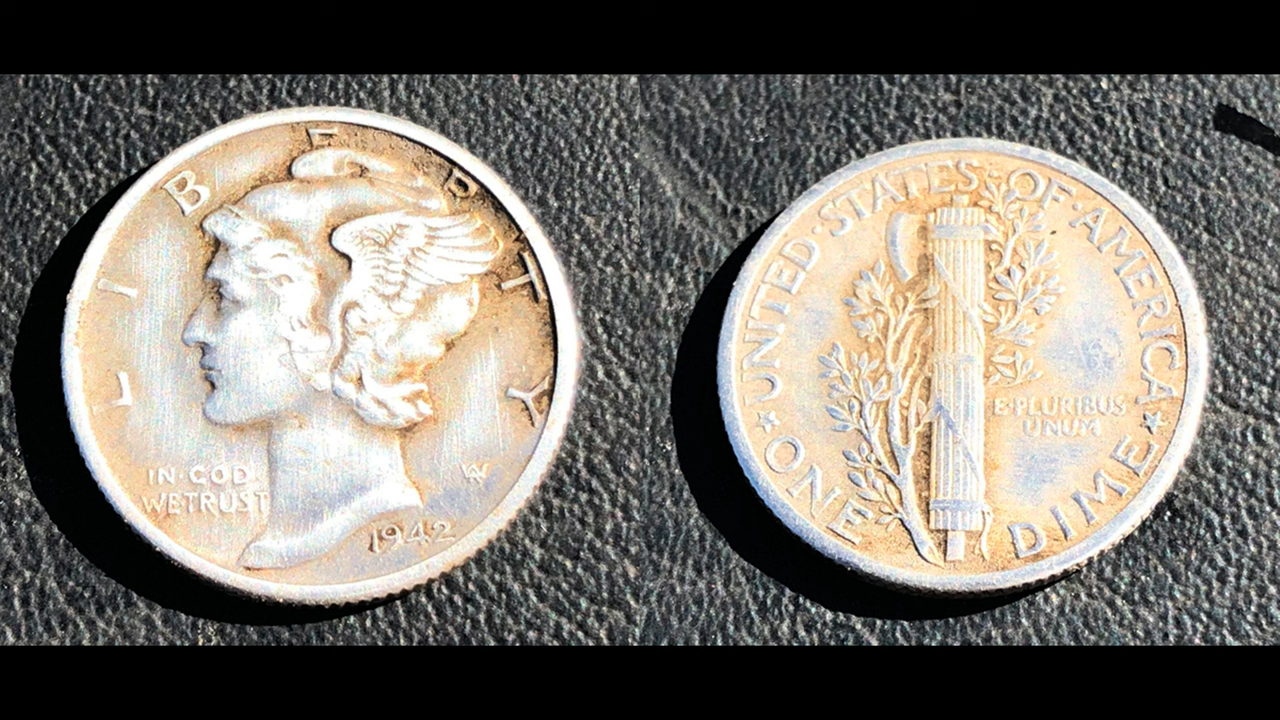 LIBERTY
IN·GOD
WE TRUST
1942
W
UNITED·STATES·OF·AMERICA
E·PLURIBUS
UNUM
★ ONE DIME ★